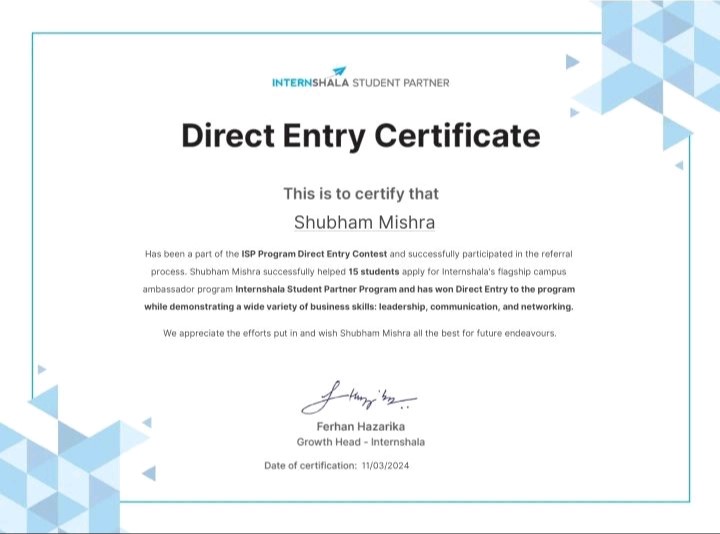 INTERNSHALA STUDENT PARTNER
Direct Entry Certificate
This is to certify that
Shubham Mishra
Has been a part of the ISP Program Direct Entry Contest and successfully participated in the referral
process. Shubham Mishra successfully helped 15 students apply for Internshala's flagship campus
ambassador program Internshala Student Partner Program and has won Direct Entry to the program
while demonstrating a wide variety of business skills: leadership, communication, and networking.
We appreciate the efforts put in and wish Shubham Mishra all the best for future endeavours.
Ferhan Hazarika
Growth Head - Internshala
Date of certification: 11/03/2024